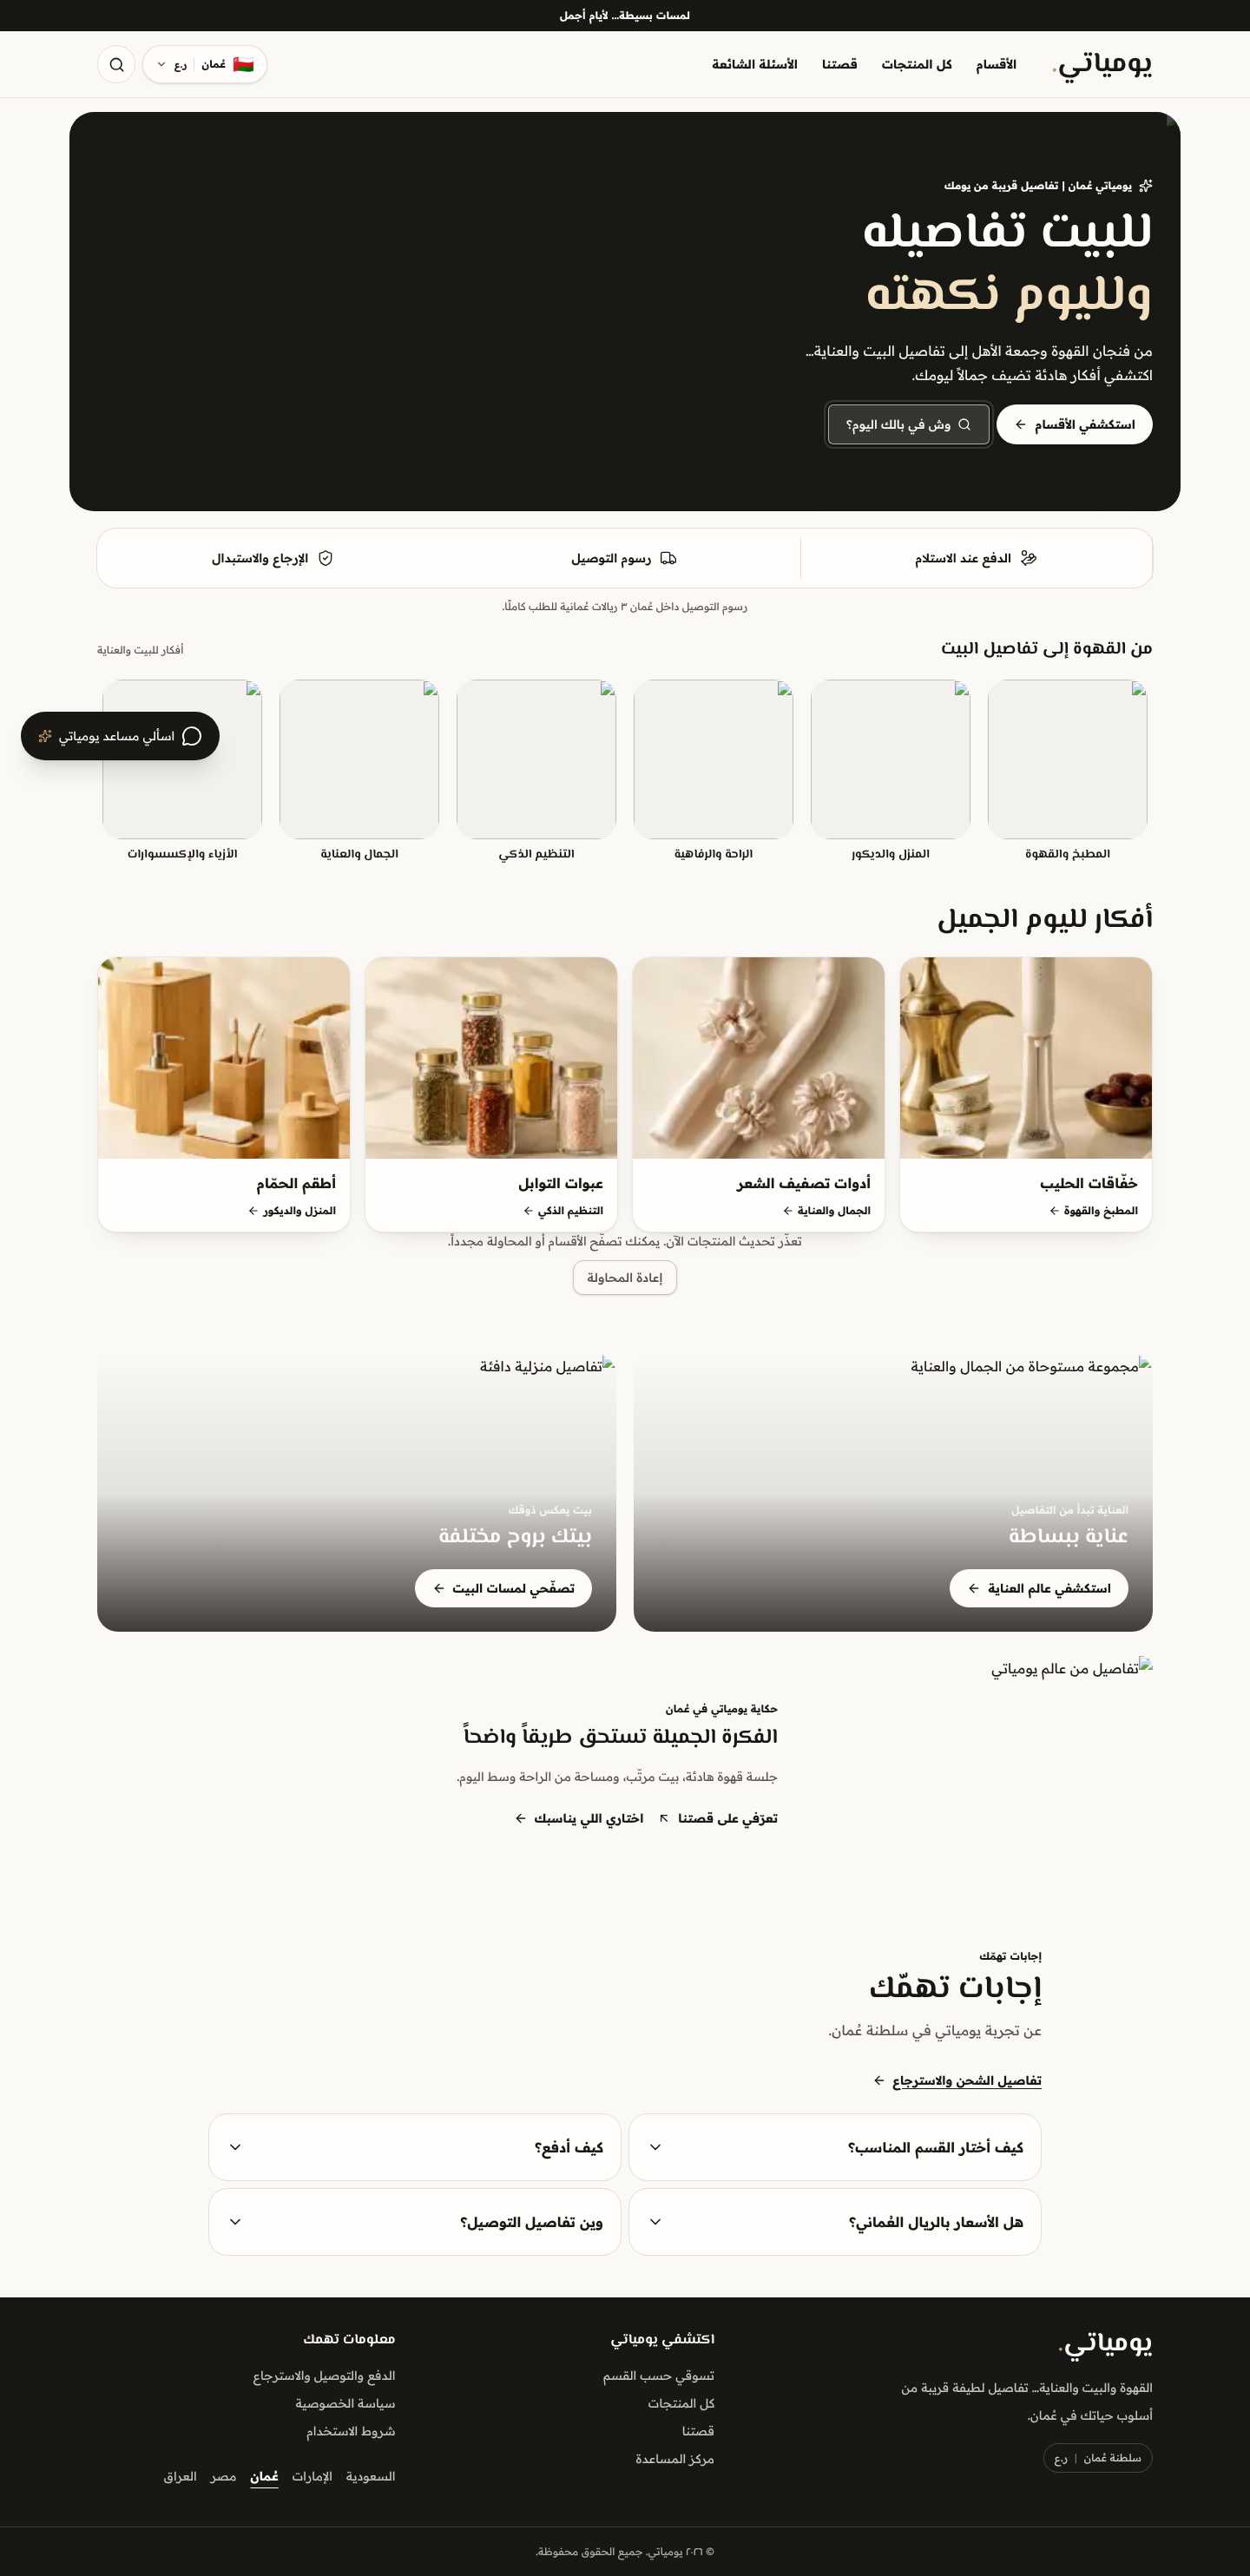 لمسات بسيطة... لأيام أجمل
يومياتي.
الأقسام
كل المنتجات
قصتنا
الأسئلة الشائعة
عُمان | ر.ع
يومياتي عُمان | تفاصيل قريبة من يومك
للبيت تفاصيله
ولليوم نكهته
من فنجان القهوة وجمعة الأهل إلى تفاصيل البيت والعناية...
اكتشفي أفكار هادئة تضيف جمالاً ليومك.
استكشفي الأقسام
وش في بالك اليوم؟
الدفع عند الاستلام
رسوم التوصيل
الإرجاع والاستبدال
رسوم التوصيل داخل عُمان ٣ ريالات عُمانية للطلب كاملًا.
من القهوة إلى تفاصيل البيت
أفكار للبيت والعناية
اسألي مساعد يومياتي
المطبخ والقهوة
المنزل والديكور
الراحة والرفاهية
التنظيم الذكي
الجمال والعناية
الأزياء والإكسسوارات
أفكار لليوم الجميل
خفّاقات الحليب
المطبخ والقهوة
أدوات تصفيف الشعر
الجمال والعناية
عبوات التوابل
التنظيم الذكي
أطقم الحمّام
المنزل والديكور
تعذّر تحديث المنتجات الآن. يمكنك تصفّح الأقسام أو المحاولة مجدداً.
إعادة المحاولة
مجموعة مستوحاة من الجمال والعناية
العناية تبدأ من التفاصيل
عناية ببساطة
استكشفي عالم العناية
تفاصيل منزلية دافئة
بيت يعكس ذوقك
بيتك بروح مختلفة
تصفّحي لمسات البيت
تفاصيل من عالم يومياتي
حكاية يومياتي في عُمان
الفكرة الجميلة تستحق طريقاً واضحاً
جلسة قهوة هادئة، بيت مرتّب، ومساحة من الراحة وسط اليوم.
تعرّفي على قصتنا
اختاري اللي يناسبك
إجابات تهمّك
إجابات تهمّك
عن تجربة يومياتي في سلطنة عُمان.
تفاصيل الشحن والاسترجاع
كيف أختار القسم المناسب؟
كيف أدفع؟
هل الأسعار بالريال العُماني؟
وين تفاصيل التوصيل؟
يومياتي.
القهوة والبيت والعناية... تفاصيل لطيفة قريبة من
أسلوب حياتك في عُمان.
سلطنة عُمان | ر.ع
اكتشفي يومياتي
تسوقي حسب القسم
كل المنتجات
قصتنا
مركز المساعدة
معلومات تهمك
الدفع والتوصيل والاسترجاع
سياسة الخصوصية
شروط الاستخدام
السعودية
الإمارات
عُمان
مصر
العراق
© ٢٠٢٦ يومياتي. جميع الحقوق محفوظة.